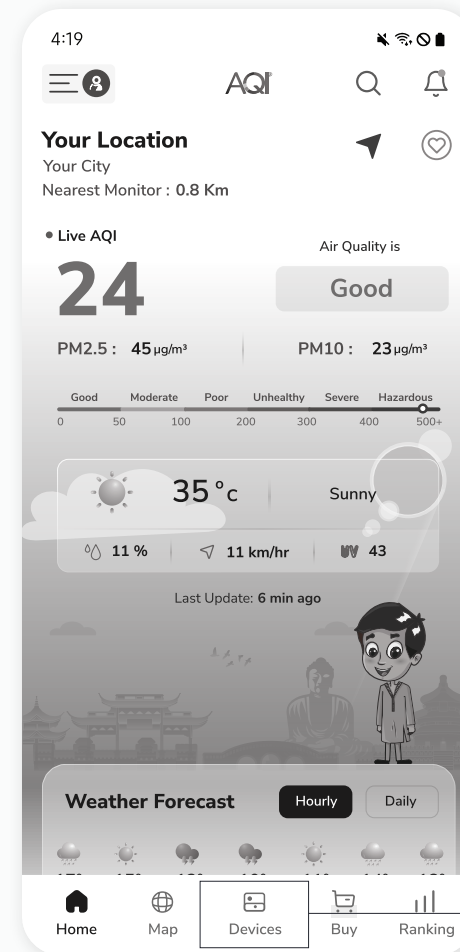 4:19
AQI
Your Location
Your City
Nearest Monitor : 0.8 Km
Live AQI
Air Quality is
24
Good
PM2.5 : 45 µg/m³ PM10 : 23 µg/m³
Good Moderate Poor Unhealthy Severe Hazardous
0 50 100 200 300 400 500+
35°c Sunny
11 % 11 km/hr UV 43
Last Update: 6 min ago
Weather Forecast Hourly Daily
Home Map Devices Buy Ranking